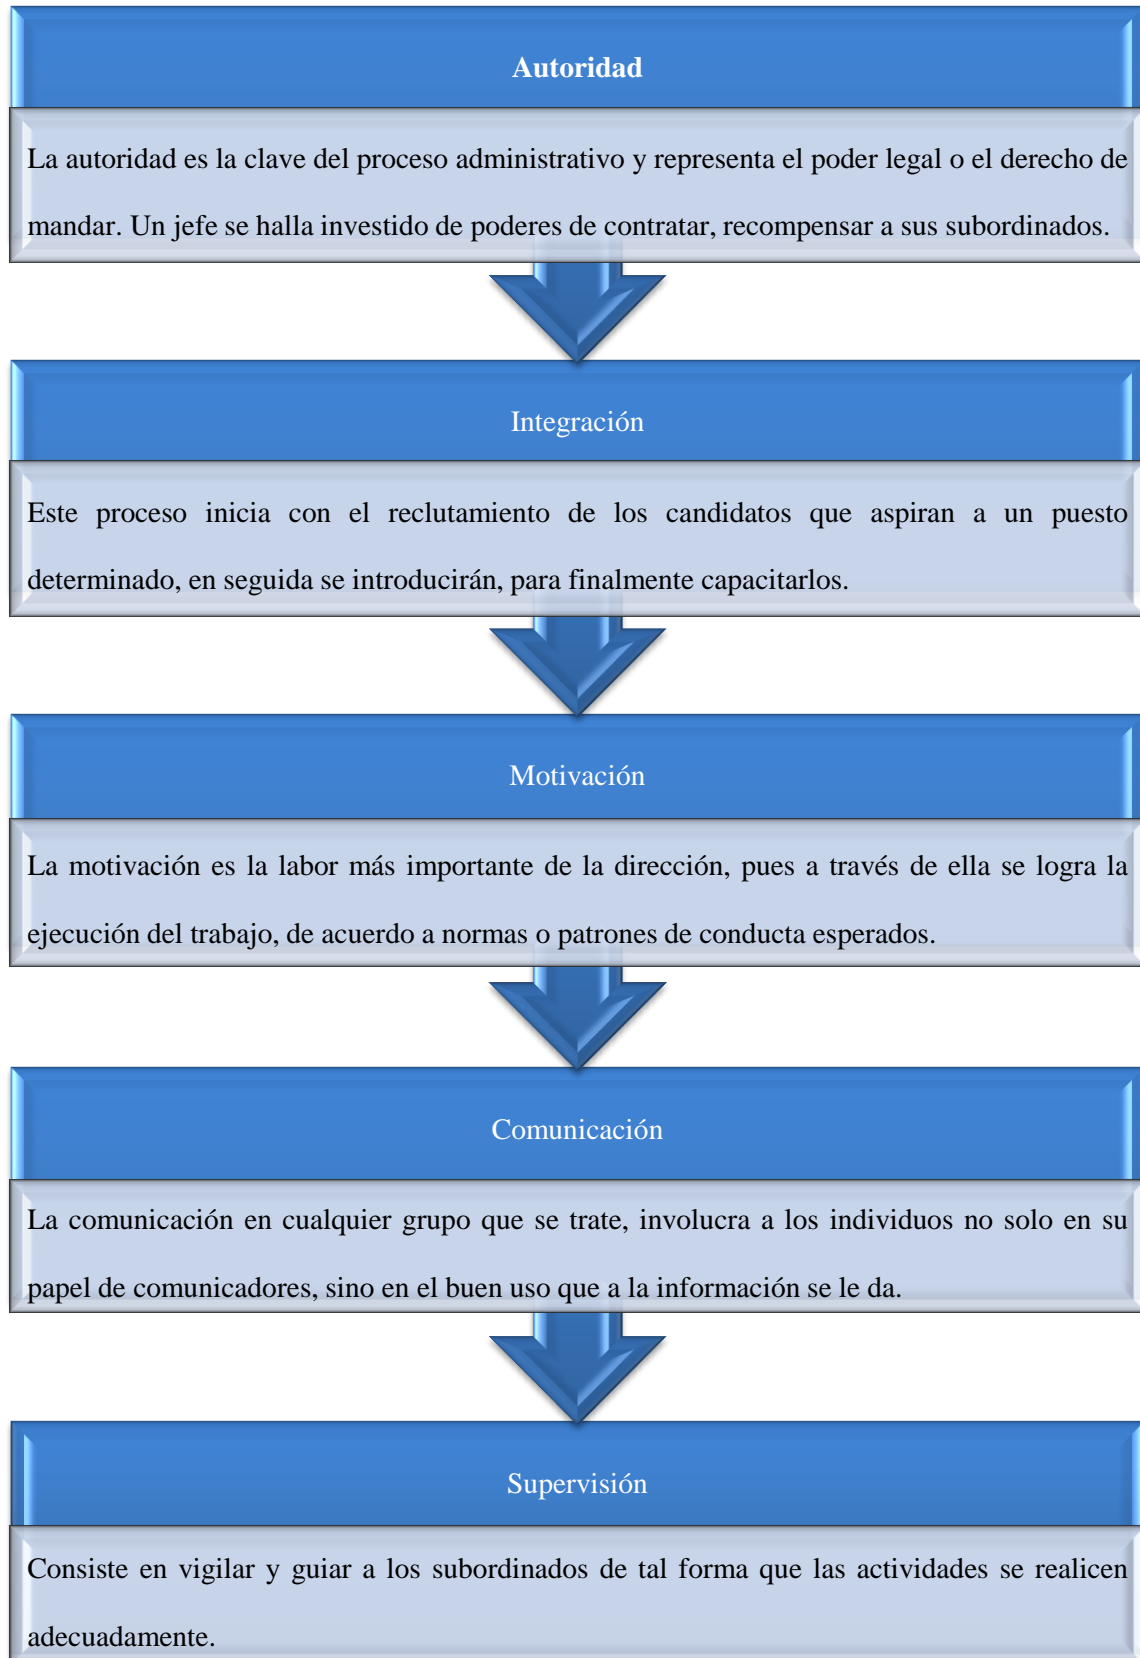 Autoridad
La autoridad es la clave del proceso administrativo y representa el poder legal o el derecho de
mandar. Un jefe se halla investido de poderes de contratar, recompensar a sus subordinados.
Integración
Este proceso inicia con el reclutamiento de los candidatos que aspiran a un puesto
determinado, en seguida se introducirán, para finalmente capacitarlos.
Motivación
La motivación es la labor más importante de la dirección, pues a través de ella se logra la
ejecución del trabajo, de acuerdo a normas o patrones de conducta esperados.
Comunicación
La comunicación en cualquier grupo que se trate, involucra a los individuos no solo en su
papel de comunicadores, sino en el buen uso que a la información se le da.
Supervisión
Consiste en vigilar y guiar a los subordinados de tal forma que las actividades se realicen
adecuadamente.